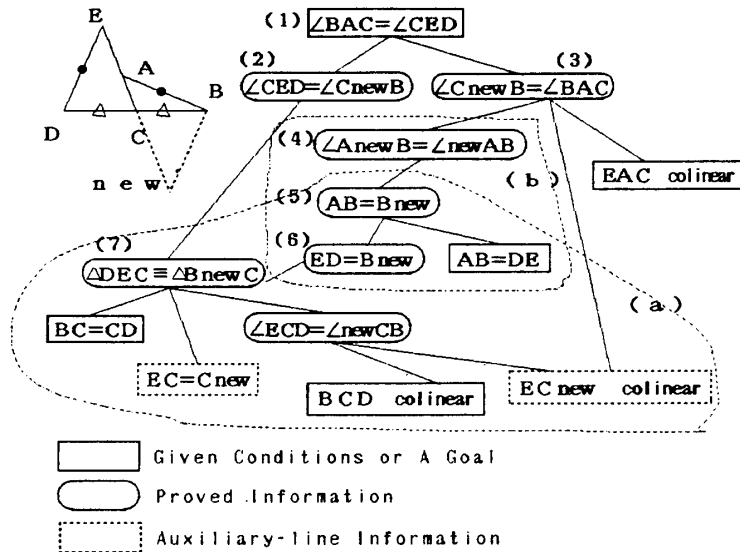 (1) ∠BAC=∠CED
E
(2) (3)
A ∠CED=∠CnewB ∠CnewB=∠BAC
B
D C
(4) ∠AnewB=∠newAB
new (b) EAC colinear
(5) AB=Bnew
(7) (6)
△DEC≡△BnewC ED=Bnew AB=DE
(a)
BC=CD ∠ECD=∠newCB
EC=Cnew BCD colinear ECnew colinear
Given Conditions or A Goal
Proved Information
Auxiliary-line Information